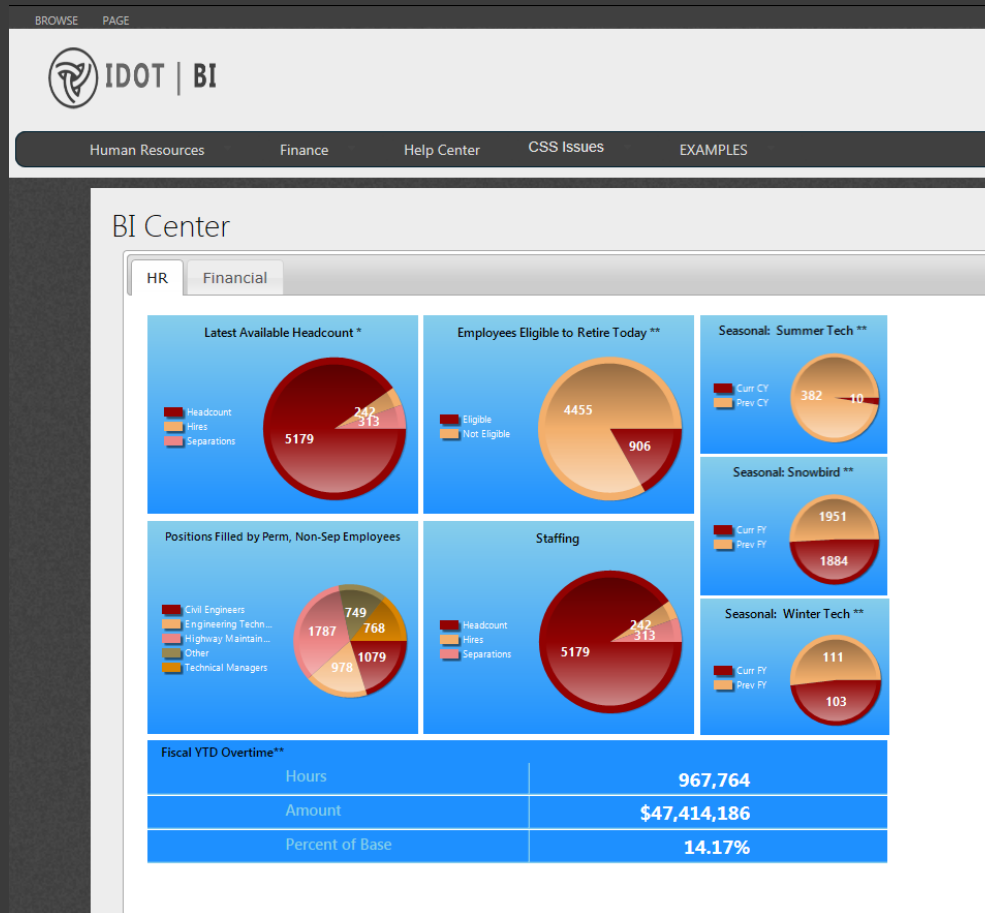 BROWSE PAGE
IDOT | BI
Human Resources Finance Help Center CSS Issues EXAMPLES
BI Center
HR Financial
Latest Available Headcount *
Headcount
Hires
Separations
242
313
5179
Employees Eligible to Retire Today **
Eligible
Not Eligible
4455
906
Seasonal: Summer Tech **
Curr CY
Prev CY
382 10
Seasonal: Snowbird **
Curr FY
Prev FY
1951
1884
Positions Filled by Perm, Non-Sep Employees
Civil Engineers
Engineering Techn...
Highway Maintain...
Other
Technical Managers
749
768
1787
1079
978
Staffing
Headcount
Hires
Separations
242
313
5179
Seasonal: Winter Tech **
Curr FY
Prev FY
111
103
Fiscal YTD Overtime**
Hours 967,764
Amount $47,414,186
Percent of Base 14.17%